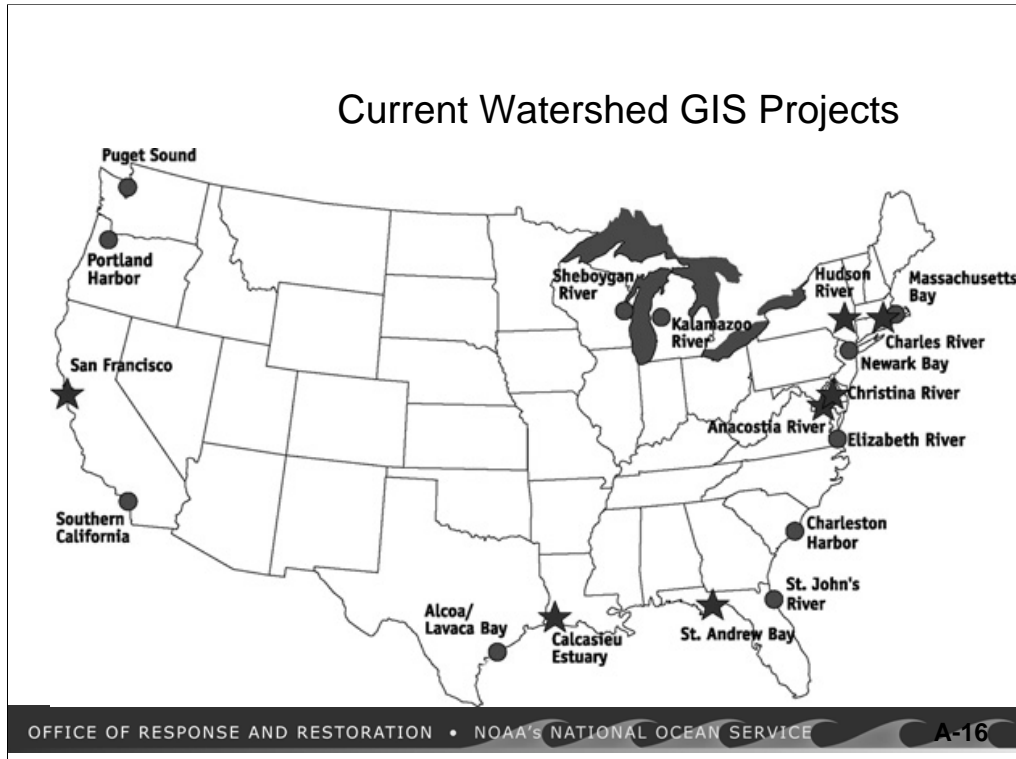 Current Watershed GIS Projects
Puget Sound
Portland
Harbor
San Francisco
Southern
California
Sheboygan
River
Kalamazoo
River
Hudson
River
Massachusetts
Bay
Charles River
Newark Bay
Christina River
Anacostia River
Elizabeth River
Charleston
Harbor
St. John's
River
St. Andrew Bay
Alcoa/
Lavaca Bay
Calcasieu
Estuary
OFFICE OF RESPONSE AND RESTORATION • NOAA's NATIONAL OCEAN SERVICE A-16